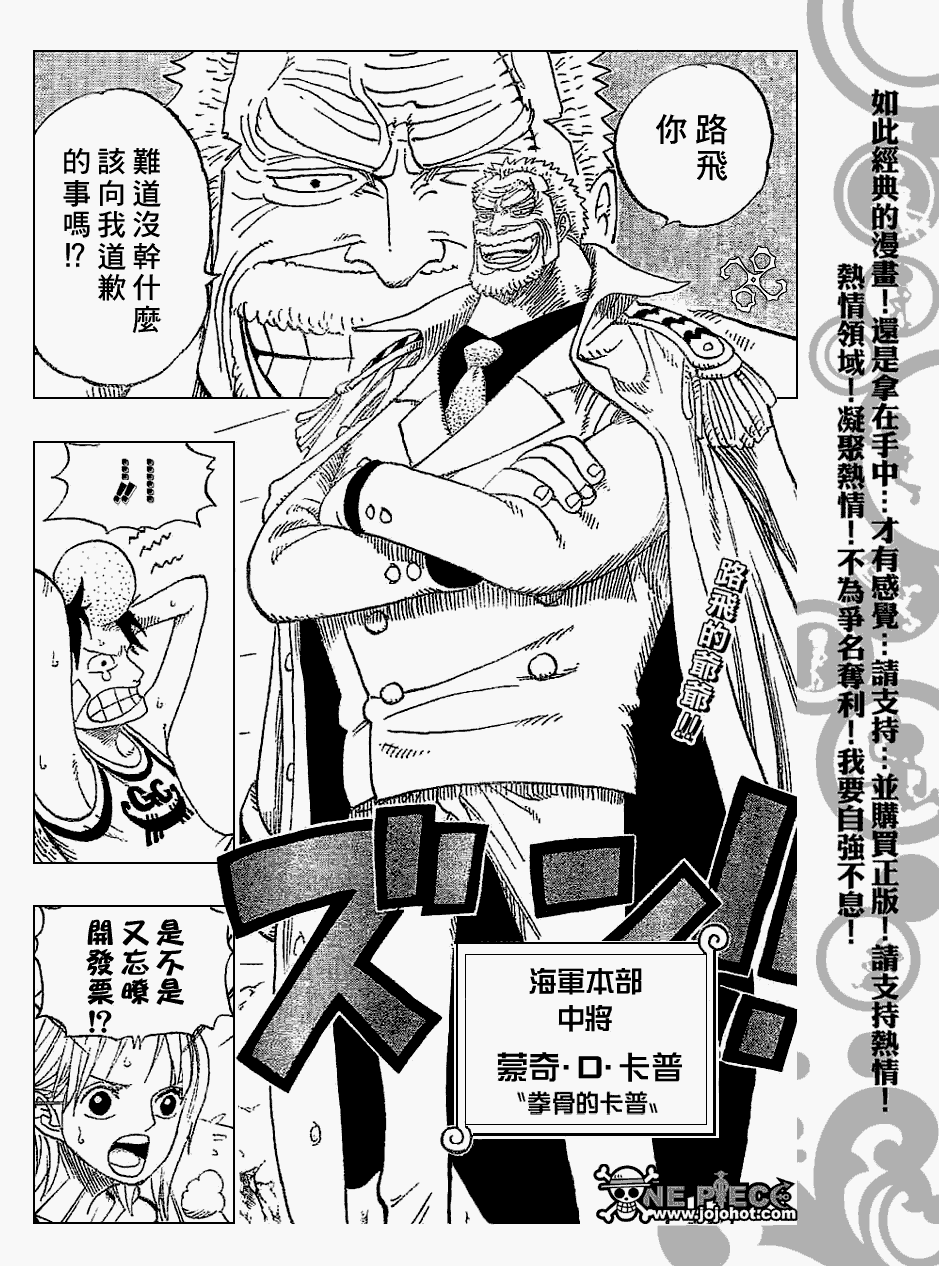 路飛
你
難道沒幹什麼
該向我道歉
的事嗎!?
⋯⋯⋯⋯!!
GC
路飛的爺爺!!
ズン!!
是不是
又忘瞭
開發票!?
海軍本部
中將
蒙奇·D·卡普
〝拳骨的卡普〟
ONE PIECE
www.jojohot.com
如此經典的漫畫！還是拿在手中…才有感覺…請支持…並購買正版！請支持熱情！
熱情領域！凝聚熱情！不為爭名奪利！我要自強不息！